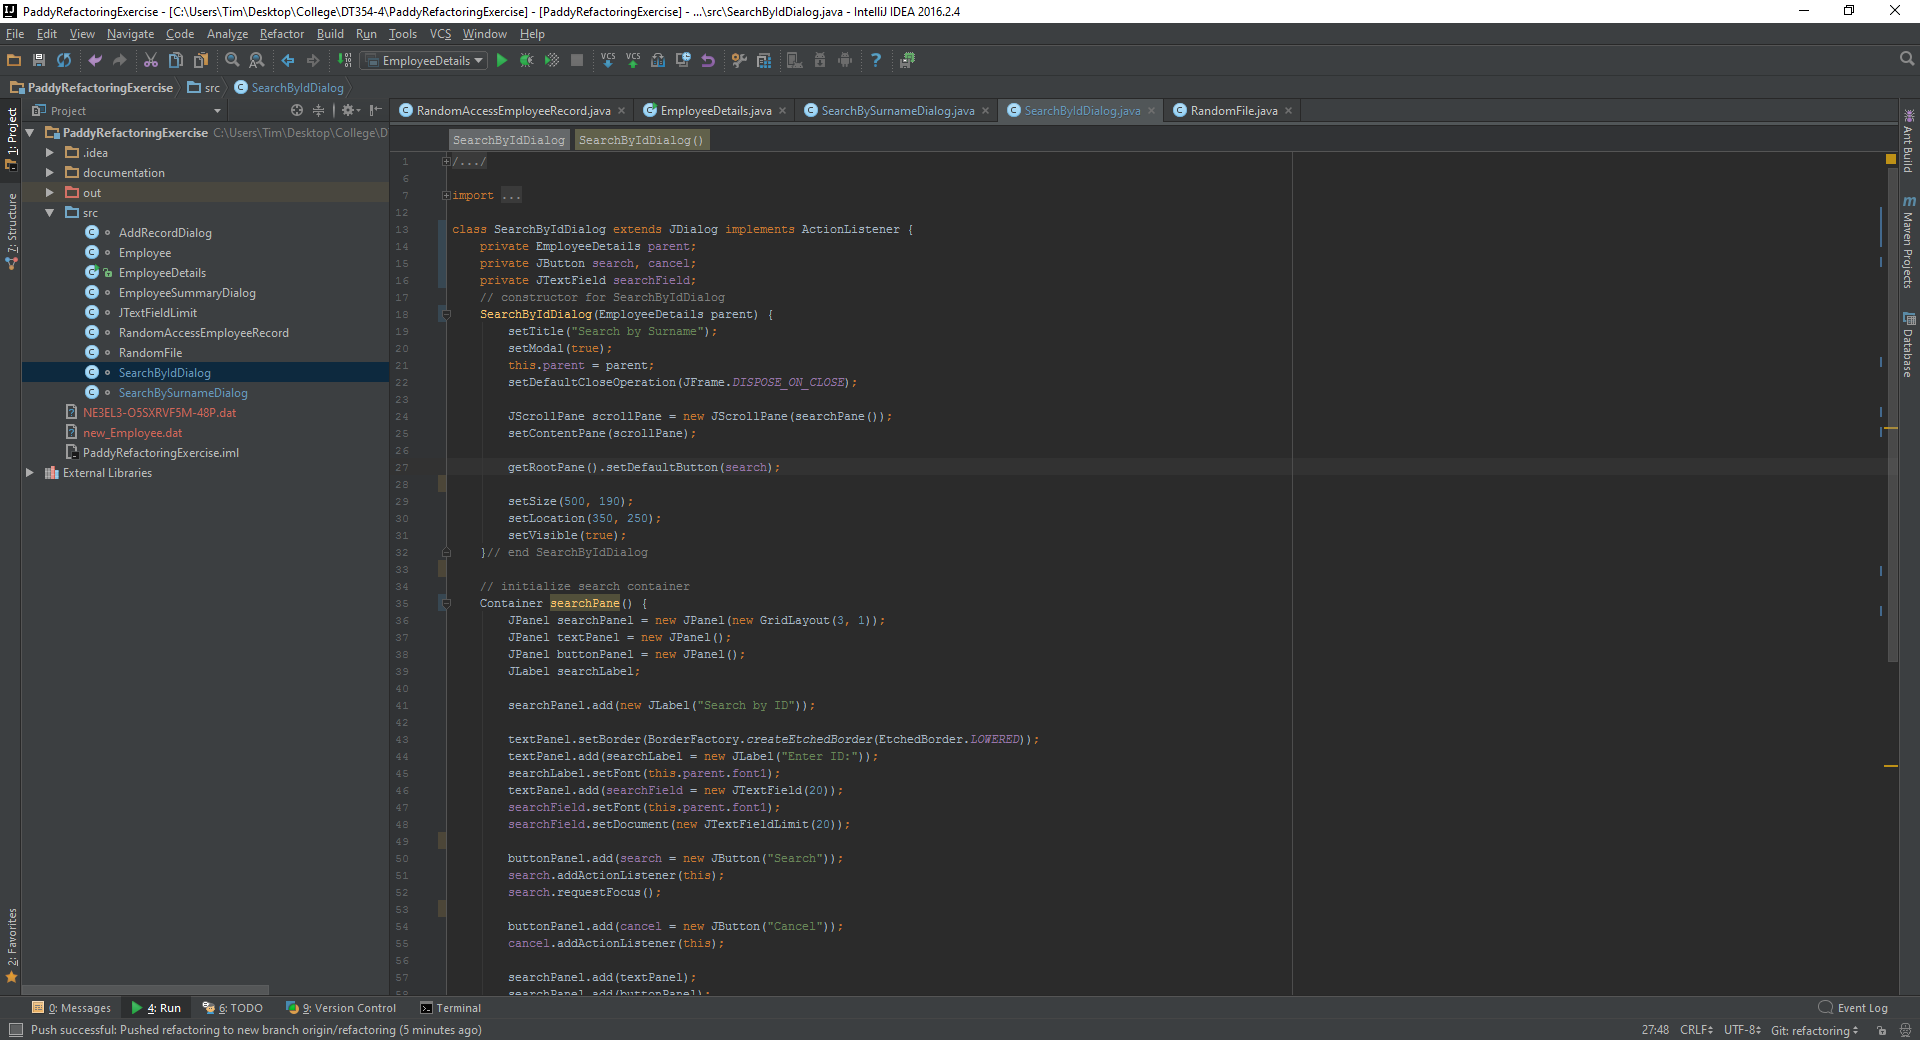 PaddyRefactoringExercise - [C:\Users\Tim\Desktop\College\DT354-4\PaddyRefactoringExercise] - [PaddyRefactoringExercise] - ...\src\SearchByIdDialog.java - IntelliJ IDEA 2016.2.4
File Edit View Navigate Code Analyze Refactor Build Run Tools VCS Window Help
EmployeeDetails
PaddyRefactoringExercise src SearchByIdDialog
Project
RandomAccessEmployeeRecord.java EmployeeDetails.java SearchBySurnameDialog.java SearchByIdDialog.java RandomFile.java
1: Project
7: Structure
2: Favorites
PaddyRefactoringExercise C:\Users\Tim\Desktop\College\D
.idea
documentation
out
src
AddRecordDialog
Employee
EmployeeDetails
EmployeeSummaryDialog
JTextFieldLimit
RandomAccessEmployeeRecord
RandomFile
SearchByIdDialog
SearchBySurnameDialog
NE3EL3-O5SXRVF5M-48P.dat
new_Employee.dat
PaddyRefactoringExercise.iml
External Libraries
SearchByIdDialog SearchByIdDialog()
1 /.../
6
7 import ...
12
13 class SearchByIdDialog extends JDialog implements ActionListener {
14 private EmployeeDetails parent;
15 private JButton search, cancel;
16 private JTextField searchField;
17 // constructor for SearchByIdDialog
18 SearchByIdDialog(EmployeeDetails parent) {
19 setTitle("Search by Surname");
20 setModal(true);
21 this.parent = parent;
22 setDefaultCloseOperation(JFrame.DISPOSE_ON_CLOSE);
23
24 JScrollPane scrollPane = new JScrollPane(searchPane());
25 setContentPane(scrollPane);
26
27 getRootPane().setDefaultButton(search);
28
29 setSize(500, 190);
30 setLocation(350, 250);
31 setVisible(true);
32 }// end SearchByIdDialog
33
34 // initialize search container
35 Container searchPane() {
36 JPanel searchPanel = new JPanel(new GridLayout(3, 1));
37 JPanel textPanel = new JPanel();
38 JPanel buttonPanel = new JPanel();
39 JLabel searchLabel;
40
41 searchPanel.add(new JLabel("Search by ID"));
42
43 textPanel.setBorder(BorderFactory.createEtchedBorder(EtchedBorder.LOWERED));
44 textPanel.add(searchLabel = new JLabel("Enter ID:"));
45 searchLabel.setFont(this.parent.font1);
46 textPanel.add(searchField = new JTextField(20));
47 searchField.setFont(this.parent.font1);
48 searchField.setDocument(new JTextFieldLimit(20));
49
50 buttonPanel.add(search = new JButton("Search"));
51 search.addActionListener(this);
52 search.requestFocus();
53
54 buttonPanel.add(cancel = new JButton("Cancel"));
55 cancel.addActionListener(this);
56
57 searchPanel.add(textPanel);
58 searchPanel.add(buttonPanel);
Ant Build
Maven Projects
Database
0: Messages 4: Run 6: TODO 9: Version Control Terminal Event Log
Push successful: Pushed refactoring to new branch origin/refactoring (5 minutes ago) 27:48 CRLF UTF-8 Git: refactoring